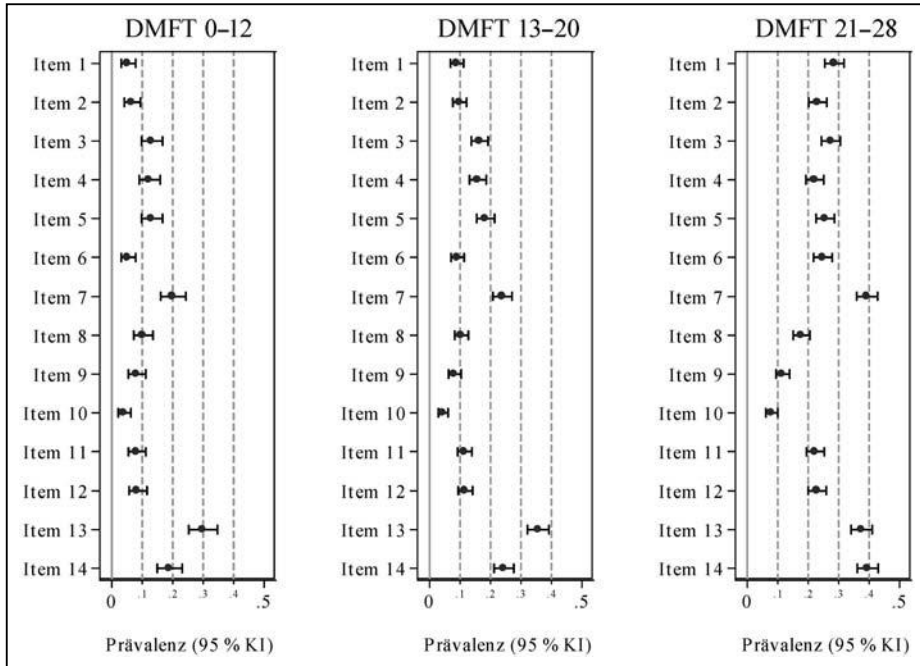 DMFT 0–12
Item 1
Item 2
Item 3
Item 4
Item 5
Item 6
Item 7
Item 8
Item 9
Item 10
Item 11
Item 12
Item 13
Item 14
0 .1 .2 .3 .4 .5
Prävalenz (95 % KI)
DMFT 13–20
Item 1
Item 2
Item 3
Item 4
Item 5
Item 6
Item 7
Item 8
Item 9
Item 10
Item 11
Item 12
Item 13
Item 14
0 .1 .2 .3 .4 .5
Prävalenz (95 % KI)
DMFT 21–28
Item 1
Item 2
Item 3
Item 4
Item 5
Item 6
Item 7
Item 8
Item 9
Item 10
Item 11
Item 12
Item 13
Item 14
0 .1 .2 .3 .4 .5
Prävalenz (95 % KI)